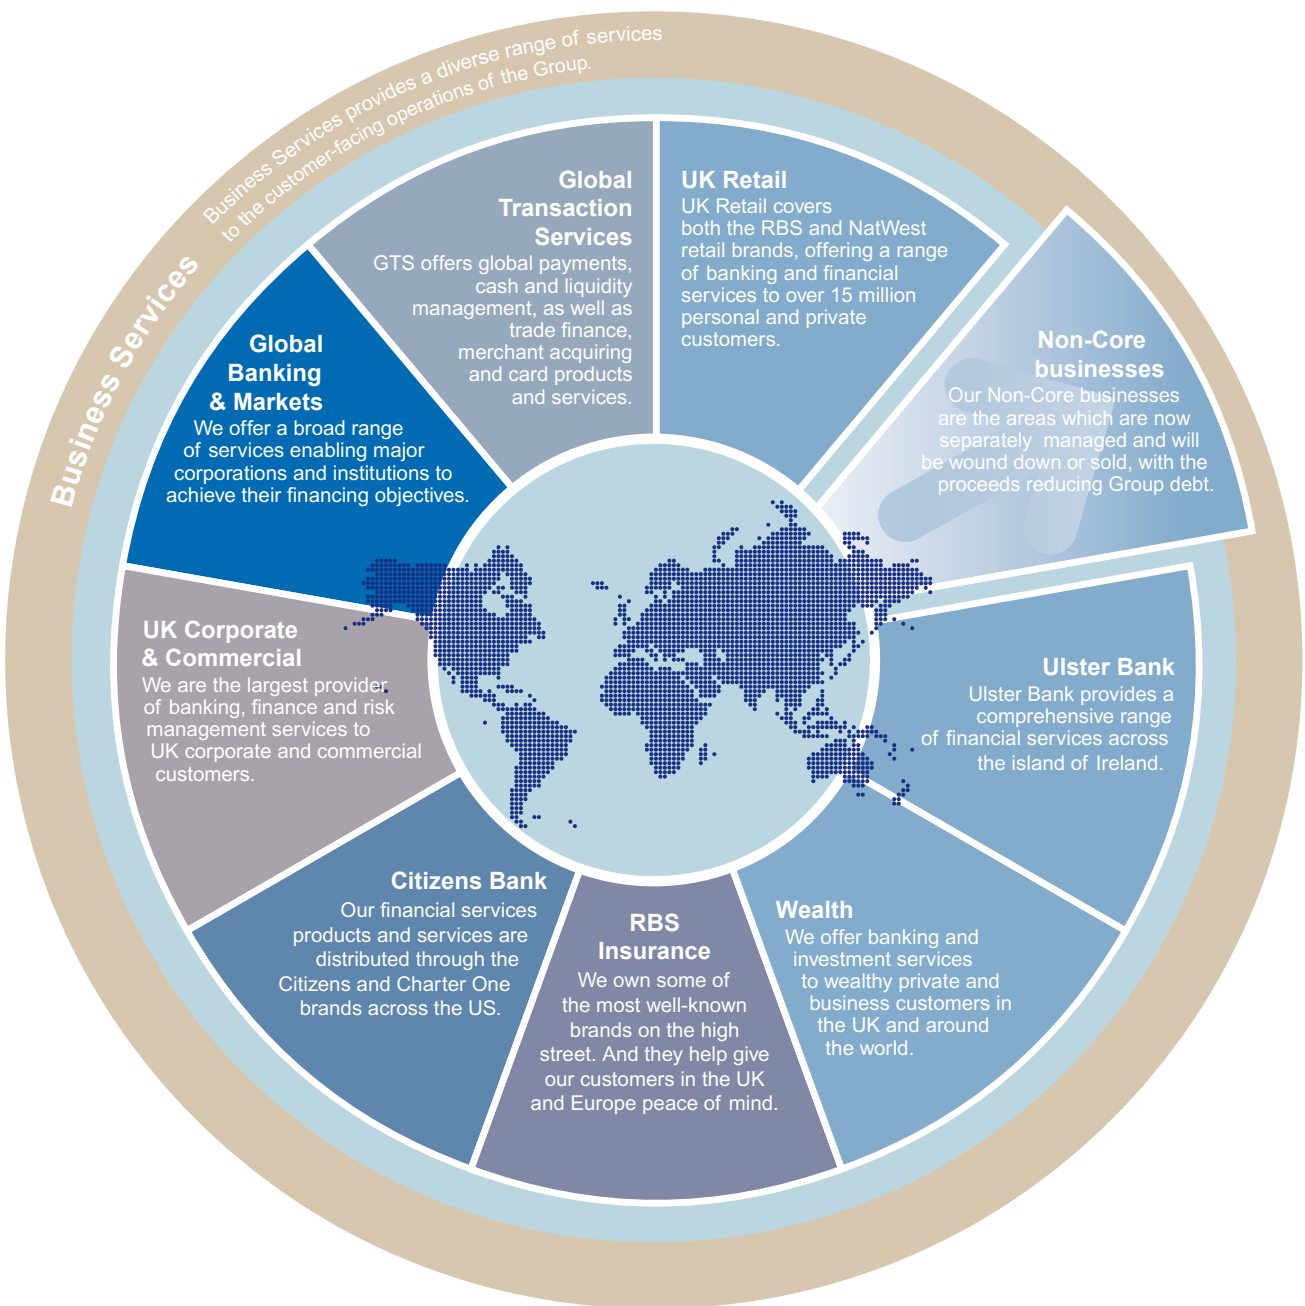 Business Services
Business Services provides a diverse range of services
to the customer-facing operations of the Group.
Global
Transaction
Services
GTS offers global payments,
cash and liquidity
management, as well as
trade finance,
merchant acquiring
and card products
and services.
UK Retail
UK Retail covers
both the RBS and NatWest
retail brands, offering a range
of banking and financial
services to over 15 million
personal and private
customers.
Non-Core
businesses
Our Non-Core businesses
are the areas which are now
separately managed and will
be wound down or sold, with the
proceeds reducing Group debt.
Global
Banking
& Markets
We offer a broad range
of services enabling major
corporations and institutions to
achieve their financing objectives.
UK Corporate
& Commercial
We are the largest provider
of banking, finance and risk
management services to
UK corporate and commercial
customers.
Ulster Bank
Ulster Bank provides a
comprehensive range
of financial services across
the island of Ireland.
Citizens Bank
Our financial services
products and services are
distributed through the
Citizens and Charter One
brands across the US.
RBS
Insurance
We own some of
the most well-known
brands on the high
street. And they help give
our customers in the UK
and Europe peace of mind.
Wealth
We offer banking and
investment services
to wealthy private and
business customers in
the UK and around
the world.